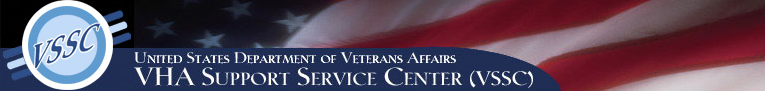 VSSC
United States Department of Veterans Affairs
VHA Support Service Center (VSSC)